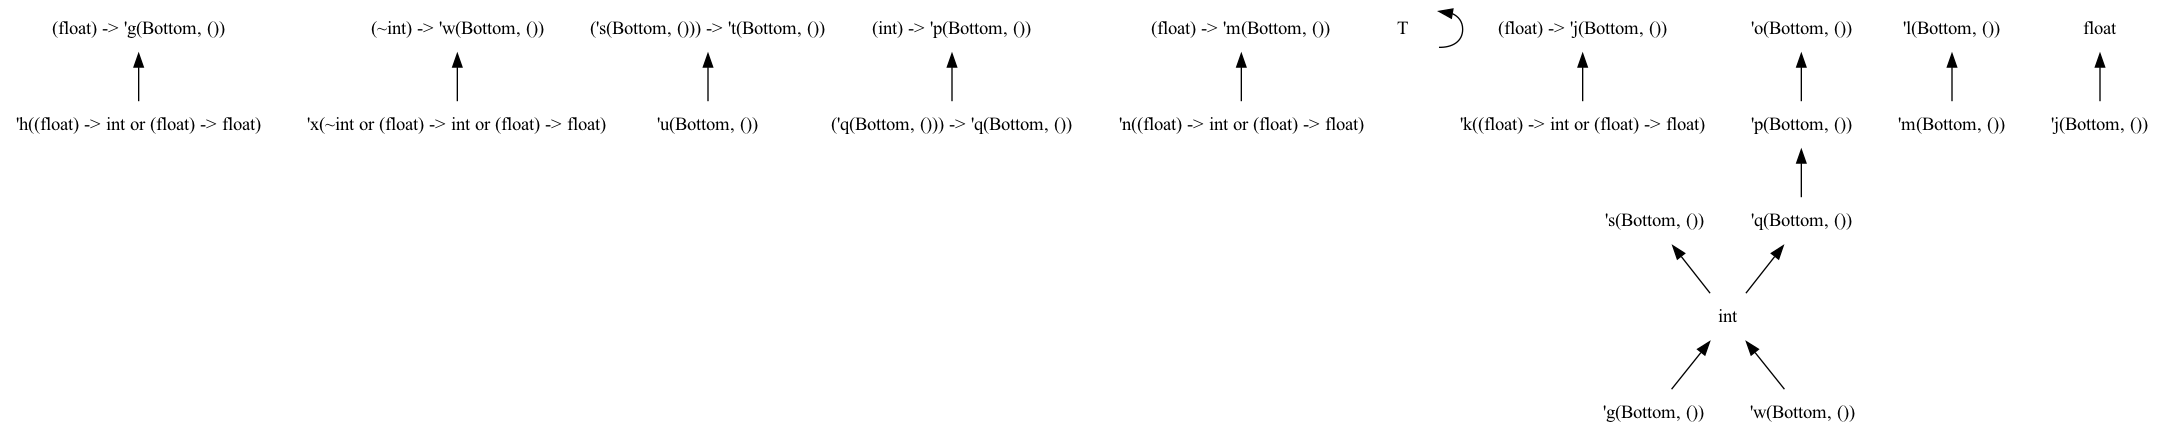 (float) -> 'g(Bottom, ())
(~int) -> 'w(Bottom, ())
('s(Bottom, ())) -> 't(Bottom, ())
(int) -> 'p(Bottom, ())
(float) -> 'm(Bottom, ())
T
(float) -> 'j(Bottom, ())
'o(Bottom, ())
'l(Bottom, ())
float
'h((float) -> int or (float) -> float)
'x(~int or (float) -> int or (float) -> float)
'u(Bottom, ())
('q(Bottom, ())) -> 'q(Bottom, ())
'n((float) -> int or (float) -> float)
'k((float) -> int or (float) -> float)
'p(Bottom, ())
'm(Bottom, ())
'j(Bottom, ())
's(Bottom, ())
'q(Bottom, ())
int
'g(Bottom, ())
'w(Bottom, ())